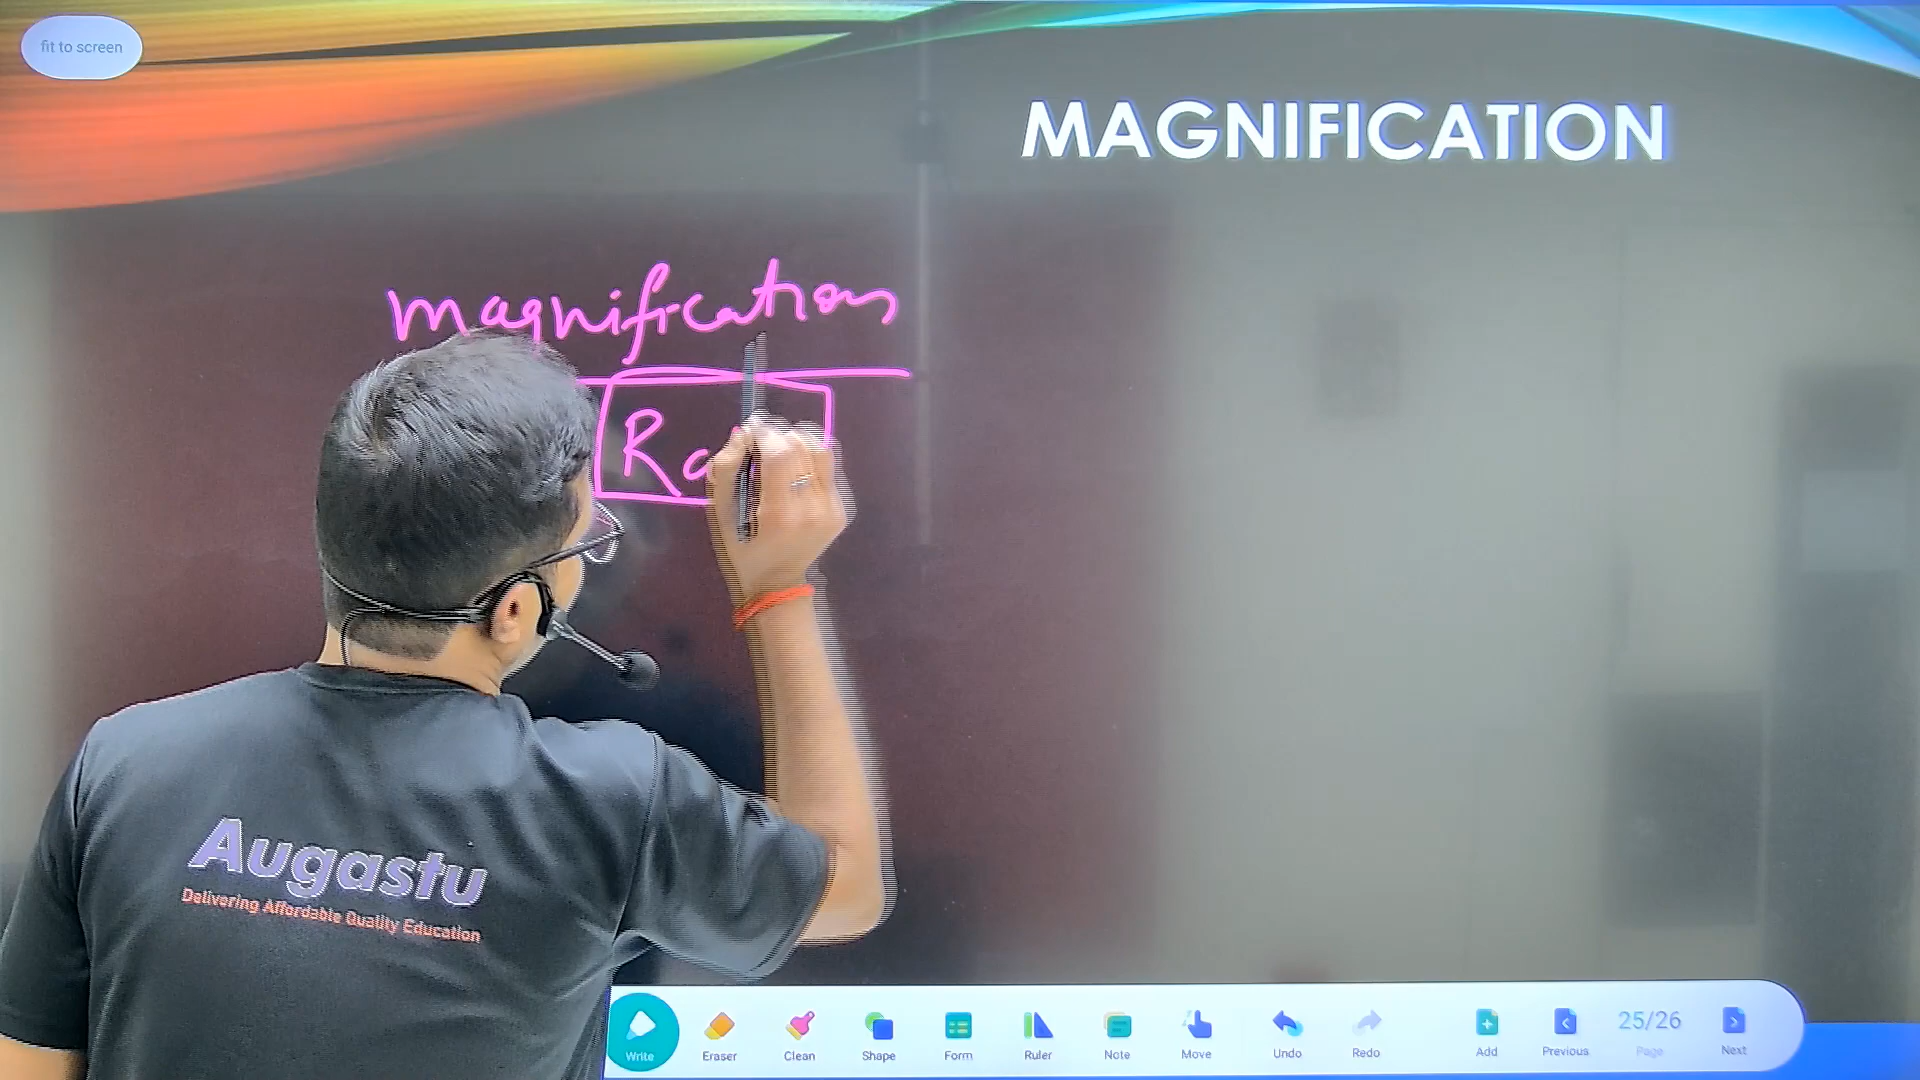 fit to screen
MAGNIFICATION
magnification
Augastu
Delivering Affordable Quality Education
Write Eraser Clean Shape Form Ruler Note Move Undo Redo Add Previous 25/26 Page Next